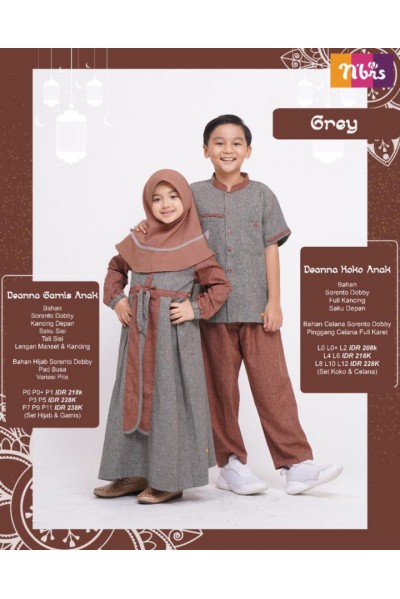 Nibrs
Grey
Deanna Gamis Anak
Bahan
Sorento Dobby
Kancing Depan
Saku Sisi
Tali Sisi
Lengan Manset & Kancing
Bahan Hijab Sorento Dobby
Pad Busa
Variasi Pita
P0 P0+ P1 IDR 218k
P3 P5 IDR 228K
P7 P9 P11 IDR 238K
(Set Hijab & Gamis)
Deanna Koko Anak
Bahan
Sorento Dobby
Full Kancing
Saku Depan
Bahan Celana Sorento Dobby
Pinggang Celana Full Karet
L0 L0+ L2 IDR 208k
L4 L6 IDR 218K
L8 L10 L12 IDR 228K
(Set Koko & Celana)